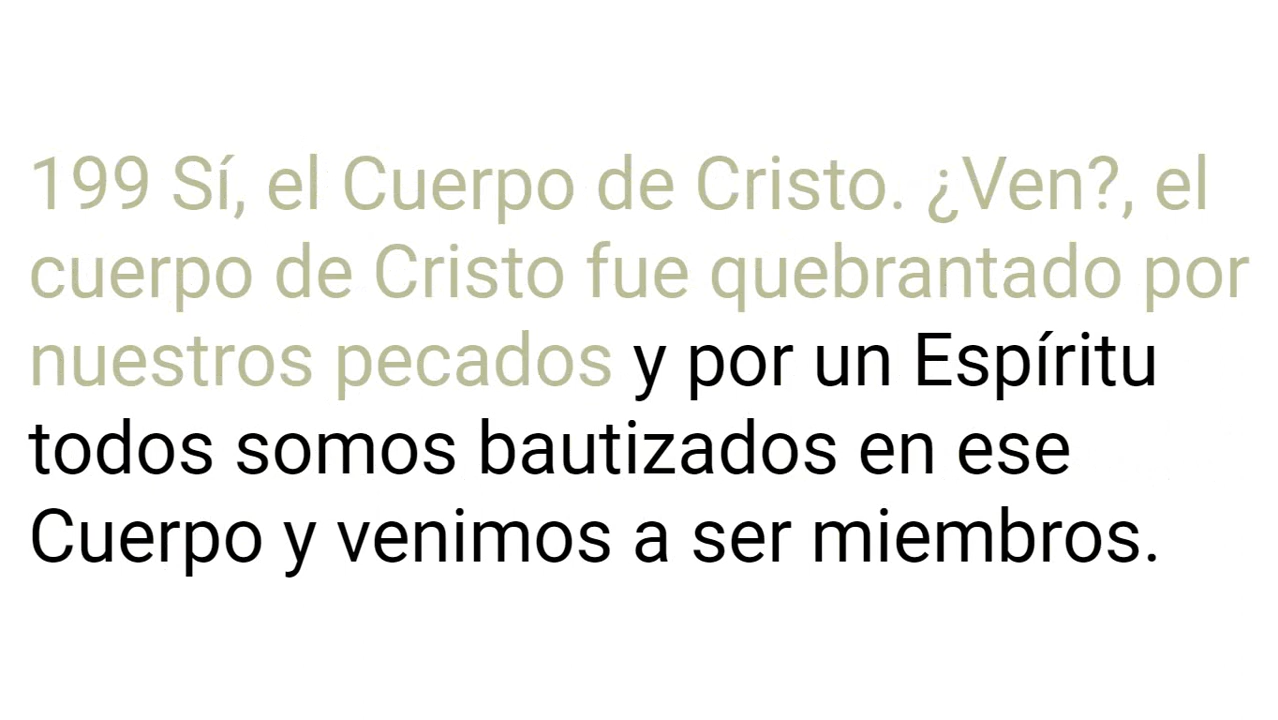 199 Sí, el Cuerpo de Cristo. ¿Ven?, el
cuerpo de Cristo fue quebrantado por
nuestros pecados y por un Espíritu
todos somos bautizados en ese
Cuerpo y venimos a ser miembros.